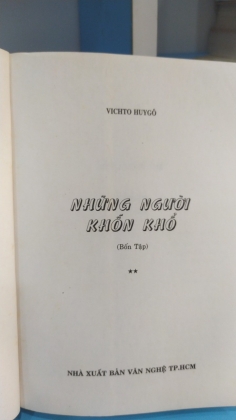 VICHTO HUYGÔ
NHỮNG NGƯỜI
KHỐN KHỔ
(Bốn Tập)
**
NHÀ XUẤT BẢN VĂN NGHỆ TP.HCM